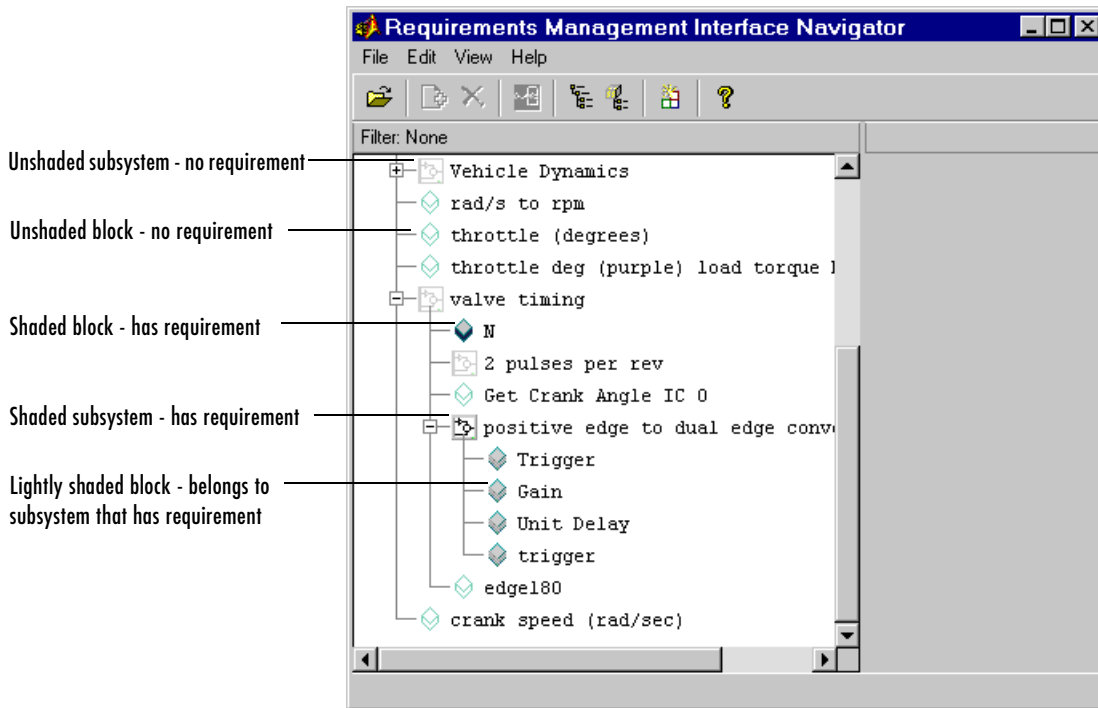 Requirements Management Interface Navigator
File Edit View Help
Filter: None
Unshaded subsystem - no requirement
Vehicle Dynamics
rad/s to rpm
Unshaded block - no requirement
throttle (degrees)
throttle deg (purple) load torque
valve timing
Shaded block - has requirement
N
2 pulses per rev
Get Crank Angle IC 0
Shaded subsystem - has requirement
positive edge to dual edge conv
Trigger
Lightly shaded block - belongs to
subsystem that has requirement
Gain
Unit Delay
trigger
edge180
crank speed (rad/sec)